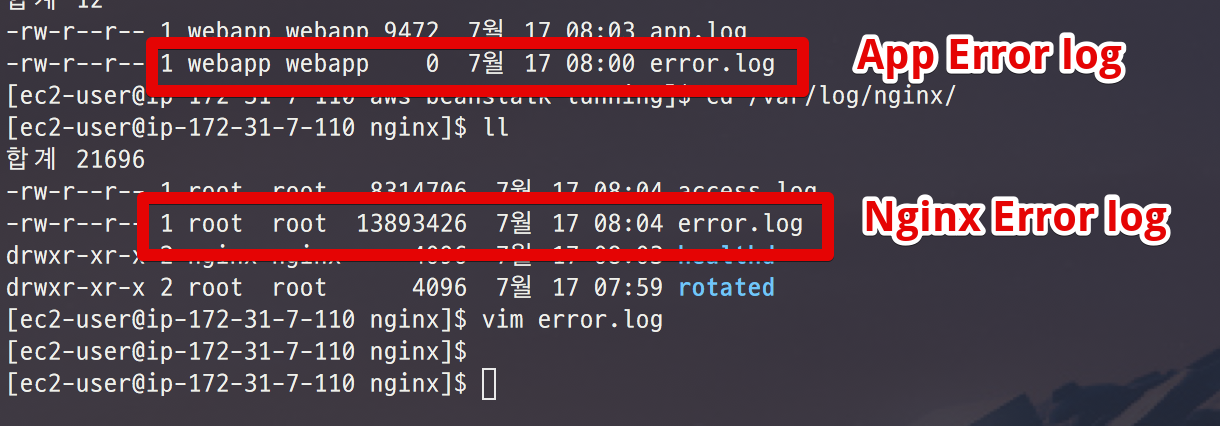 합계 12
-rw-r--r-- 1 webapp webapp 9472 7월 17 08:03 app.log
-rw-r--r-- 1 webapp webapp 0 7월 17 08:00 error.log
App Error log
[ec2-user@ip-172-31-7-110 aws-beanstalk-tunning]$ cd /var/log/nginx/
[ec2-user@ip-172-31-7-110 nginx]$ ll
합계 21696
-rw-r--r-- 1 root root 8314706 7월 17 08:04 access.log
-rw-r--r-- 1 root root 13893426 7월 17 08:04 error.log
Nginx Error log
drwxr-xr-x 2 nginx nginx 4096 7월 17 08:03 healthd
drwxr-xr-x 2 root root 4096 7월 17 07:59 rotated
[ec2-user@ip-172-31-7-110 nginx]$ vim error.log
[ec2-user@ip-172-31-7-110 nginx]$
[ec2-user@ip-172-31-7-110 nginx]$